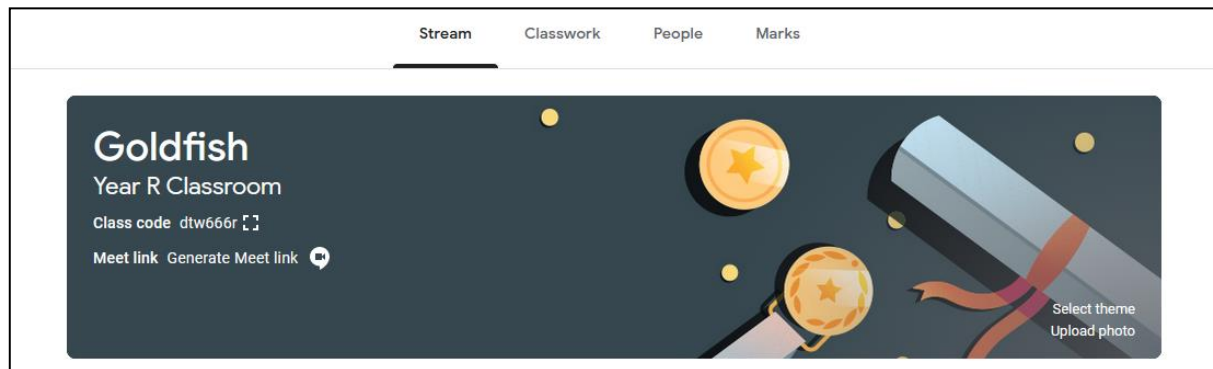 Stream Classwork People Marks
Goldfish
Year R Classroom
Class code dtw666r
Meet link Generate Meet link
Select theme
Upload photo